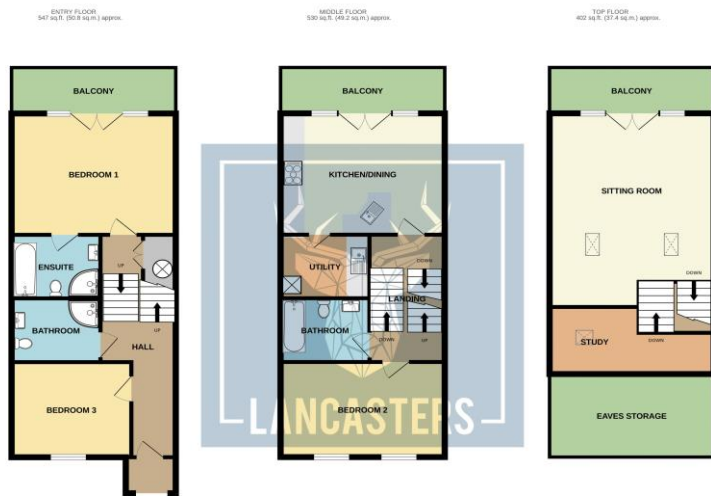 ENTRY FLOOR
547 sq.ft. (50.8 sq.m.) approx.
BALCONY
BEDROOM 1
ENSUITE
UP
UP
BATHROOM
HALL
BEDROOM 3
MIDDLE FLOOR
530 sq.ft. (49.2 sq.m.) approx.
BALCONY
KITCHEN/DINING
UTILITY
DOWN
LANDING
BATHROOM
DOWN
UP
BEDROOM 2
LANCASTERS
TOP FLOOR
402 sq.ft. (37.4 sq.m.) approx.
BALCONY
SITTING ROOM
DOWN
STUDY
DOWN
EAVES STORAGE